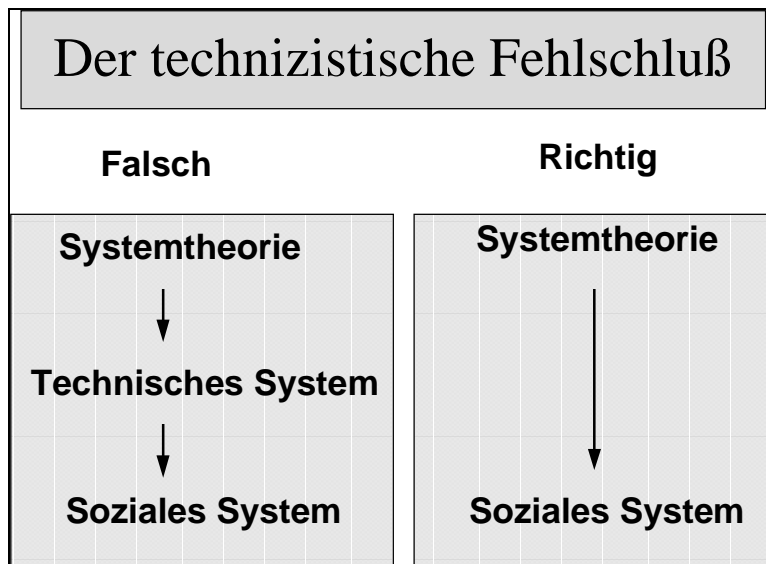 Der technizistische Fehlschluß
Falsch
Systemtheorie
Technisches System
Soziales System
Richtig
Systemtheorie
Soziales System